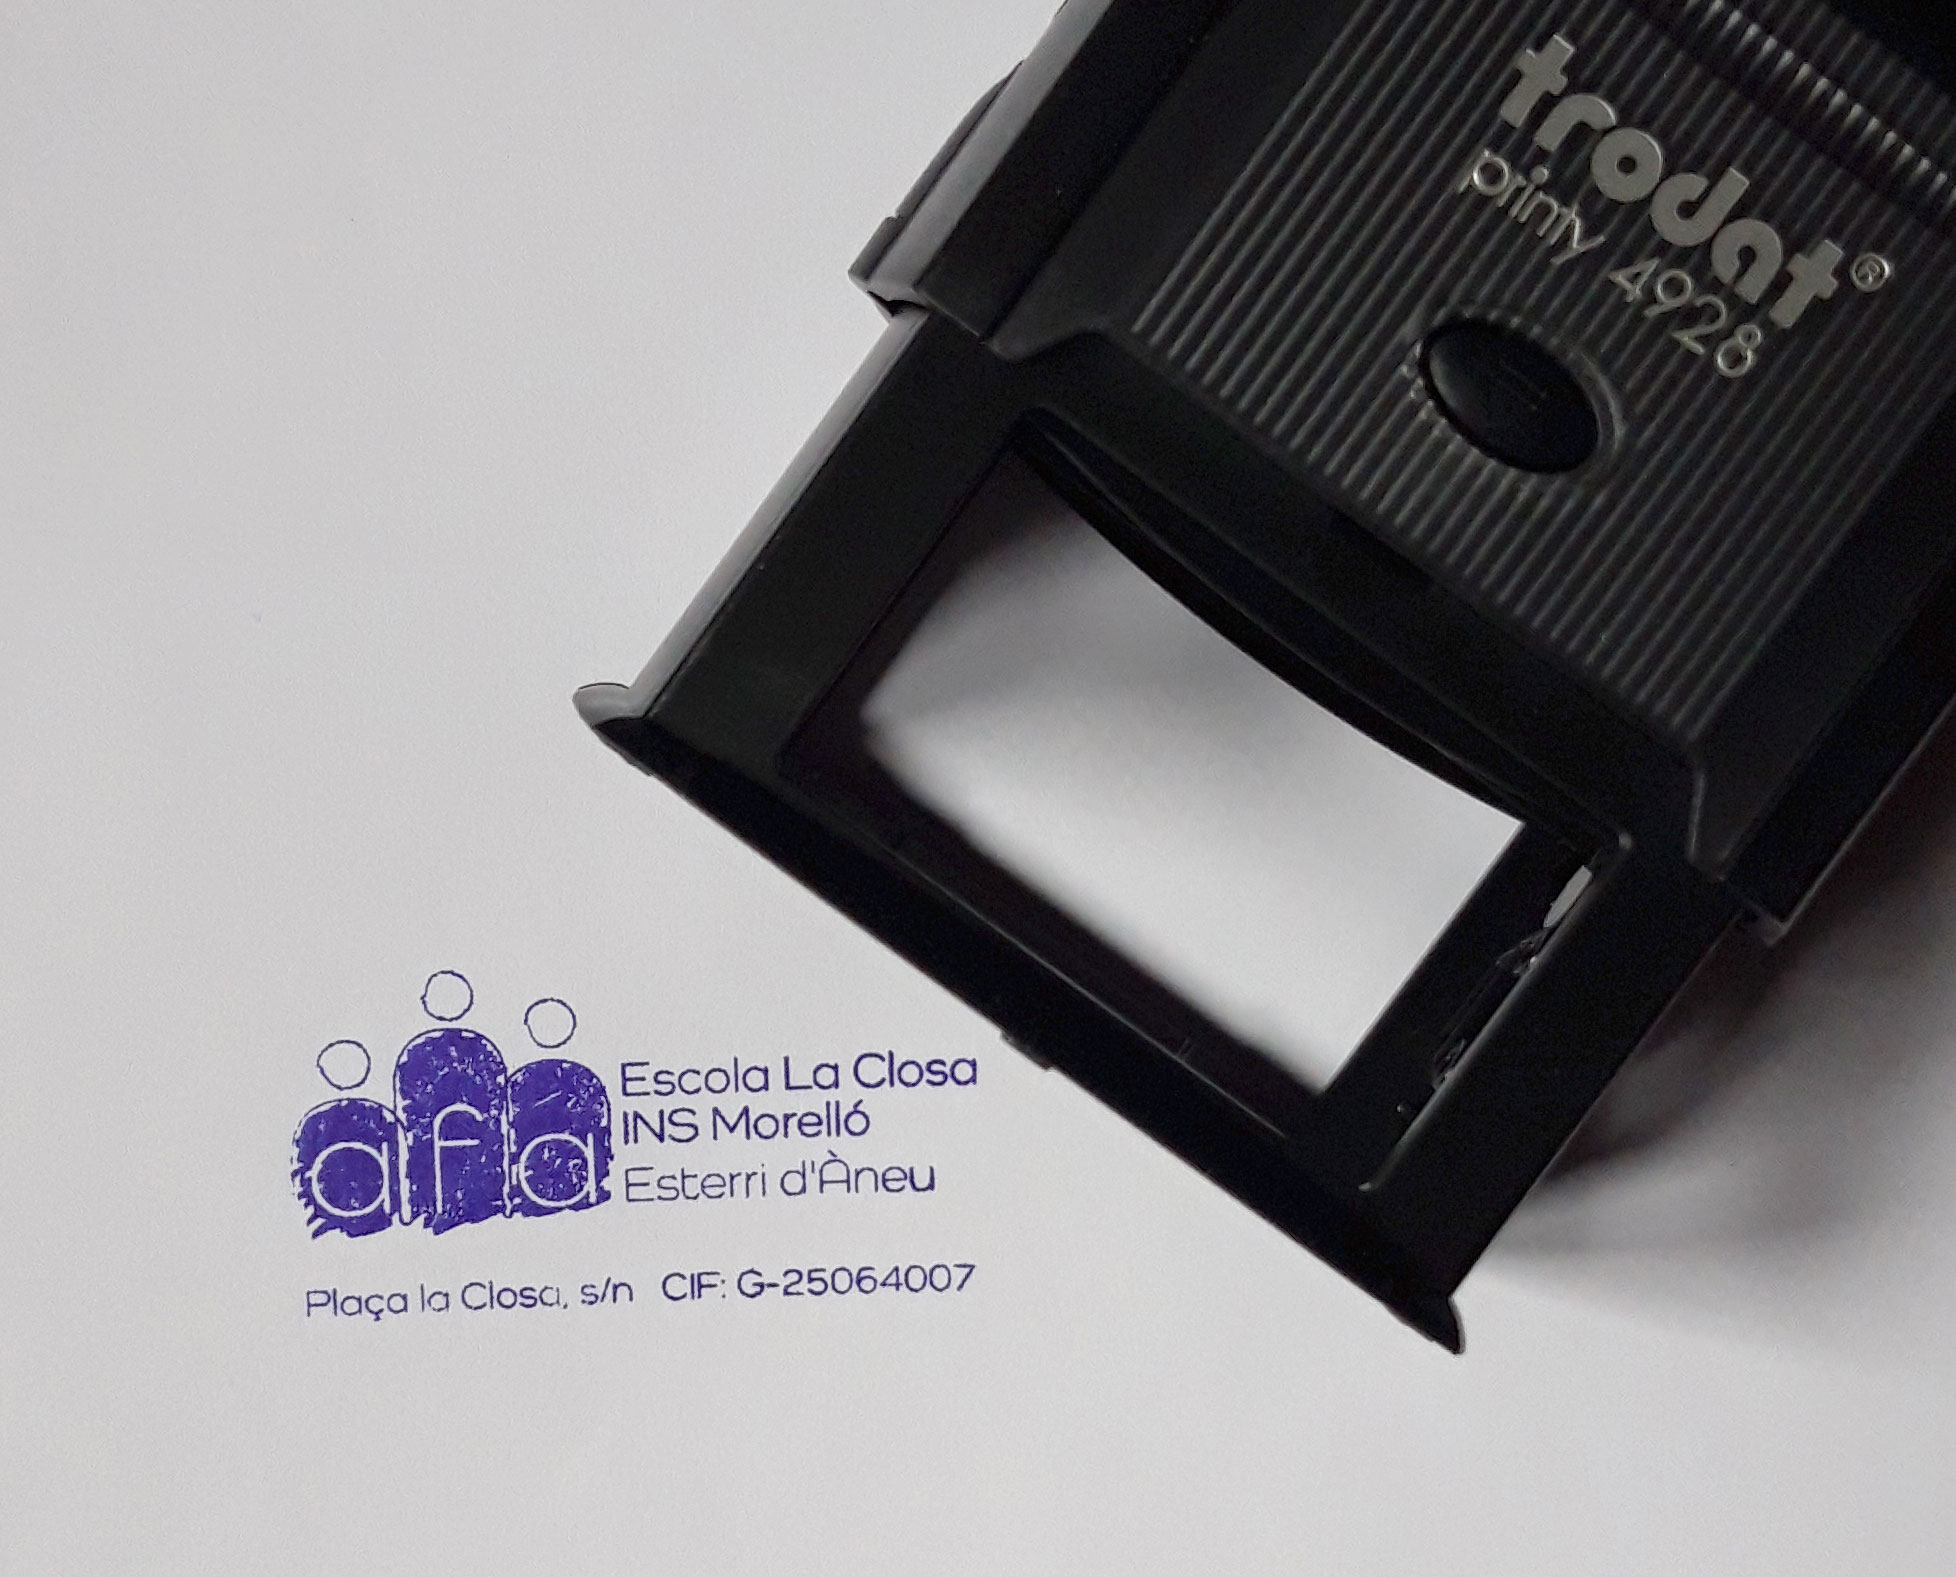 trodat®
printy 4928
afa
Escola La Closa
INS Morelló
Esterri d'Àneu
Plaça la Closa, s/n CIF: G-25064007